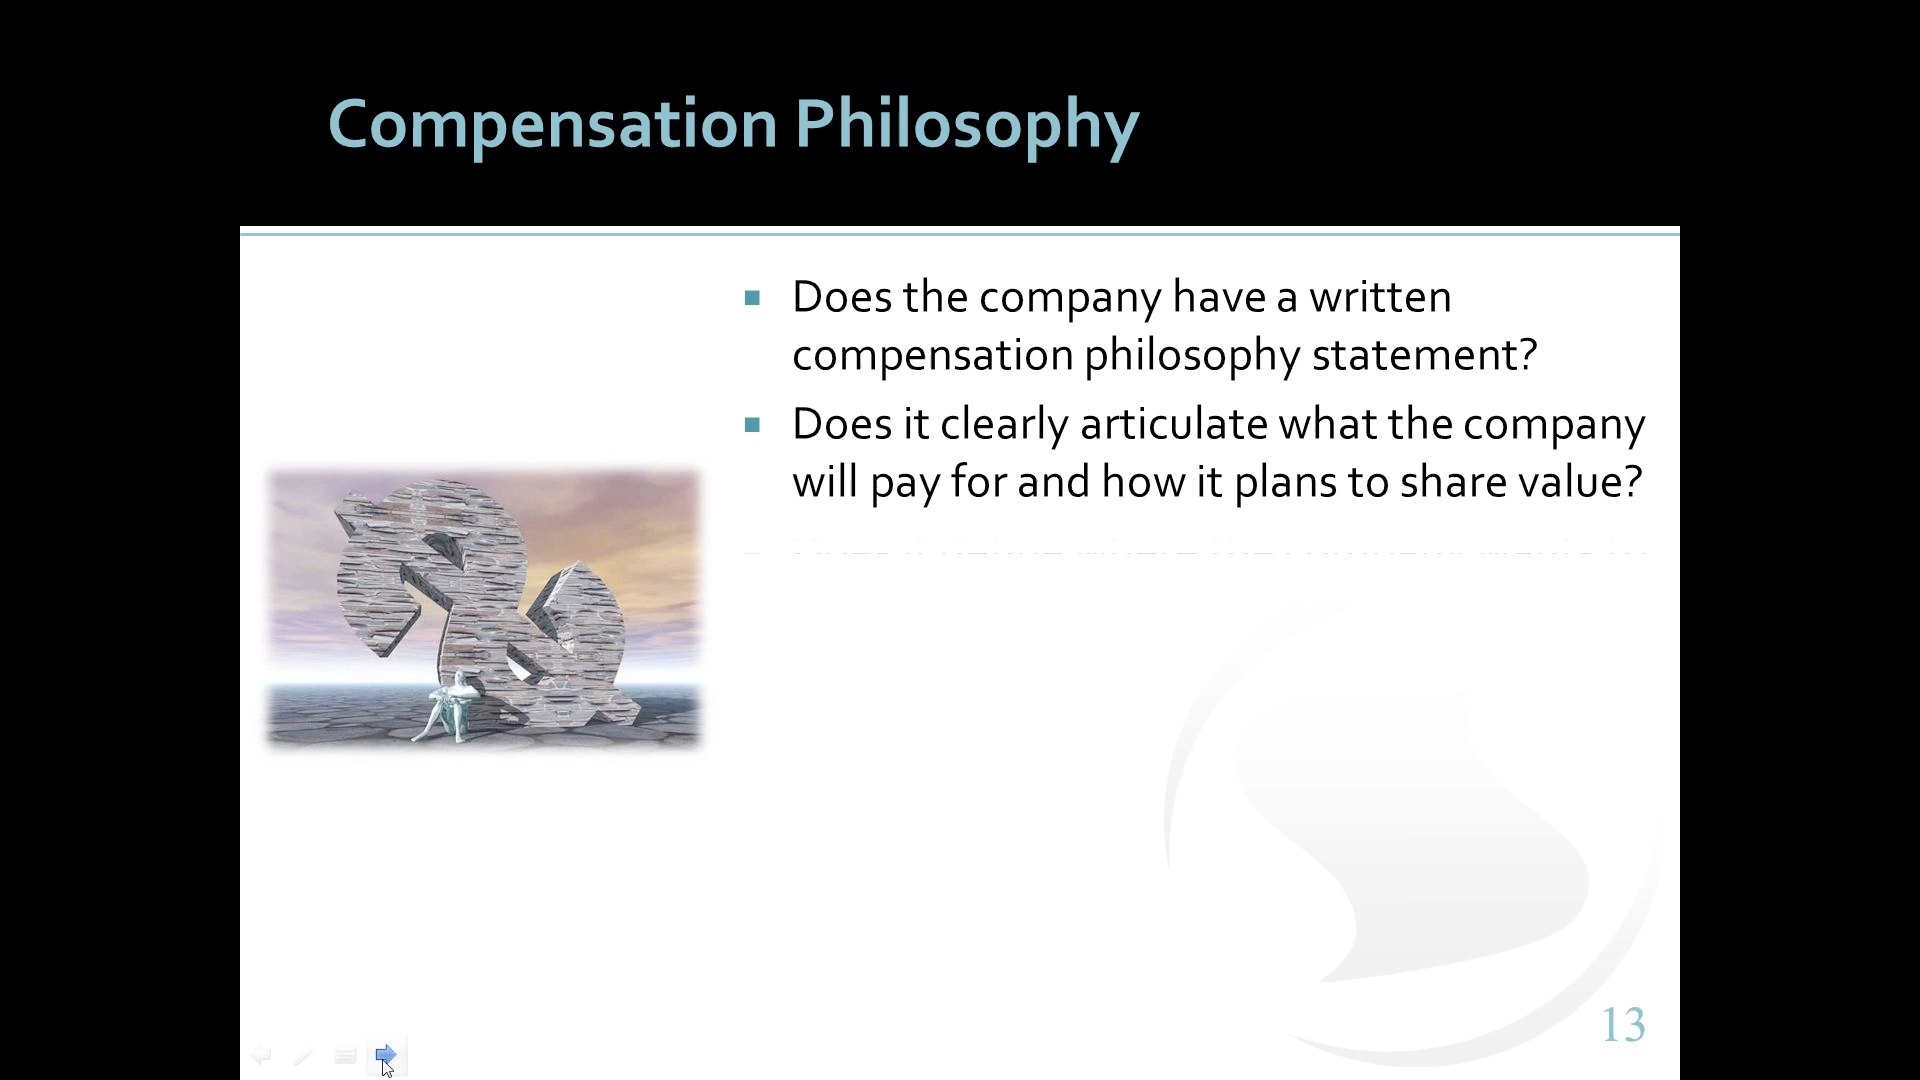 Compensation Philosophy
Does the company have a written
compensation philosophy statement?
Does it clearly articulate what the company
will pay for and how it plans to share value?
13